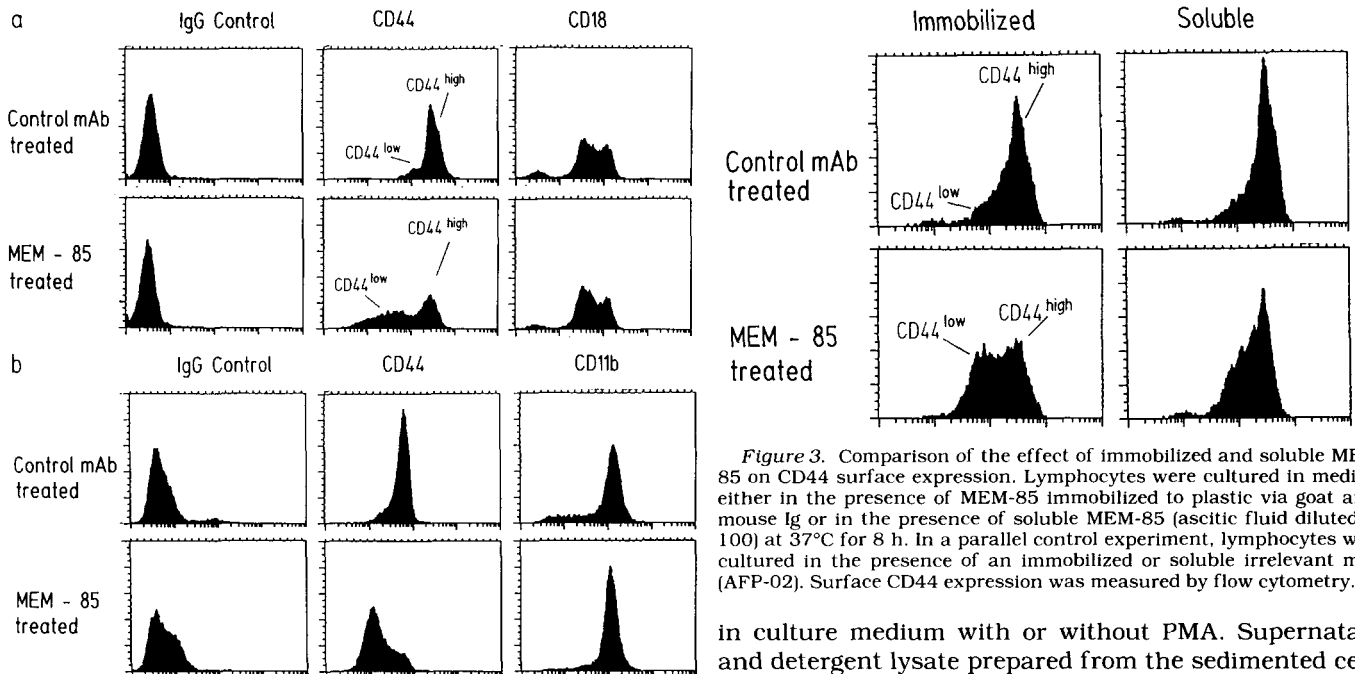 a
IgG Control CD44 CD18
Control mAb
treated
CD44 high
CD44 low
MEM - 85
treated
CD44 high
CD44 low
b
IgG Control CD44 CD11b
Control mAb
treated
MEM - 85
treated
Immobilized Soluble
Control mAb
treated
CD44 high
CD44 low
MEM - 85
treated
CD44 low
CD44 high
Figure 3. Comparison of the effect of immobilized and soluble
85 on CD44 surface expression. Lymphocytes were cultured in
either in the presence of MEM-85 immobilized to plastic via goat
mouse Ig or in the presence of soluble MEM-85 (ascitic fluid diluted
100) at 37°C for 8 h. In a parallel control experiment, lymphocytes
cultured in the presence of an immobilized or soluble irrelevant
(AFP-02). Surface CD44 expression was measured by flow cytometry.
in culture medium with or without PMA.
and detergent lysate prepared from the sedimented